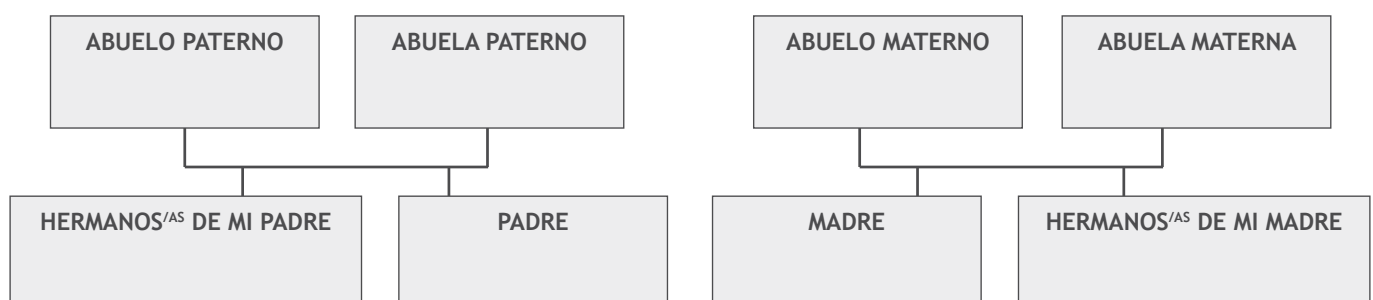 ABUELO PATERNO
ABUELA PATERNO
ABUELO MATERNO
ABUELA MATERNA
HERMANOS/AS DE MI PADRE
PADRE
MADRE
HERMANOS/AS DE MI MADRE